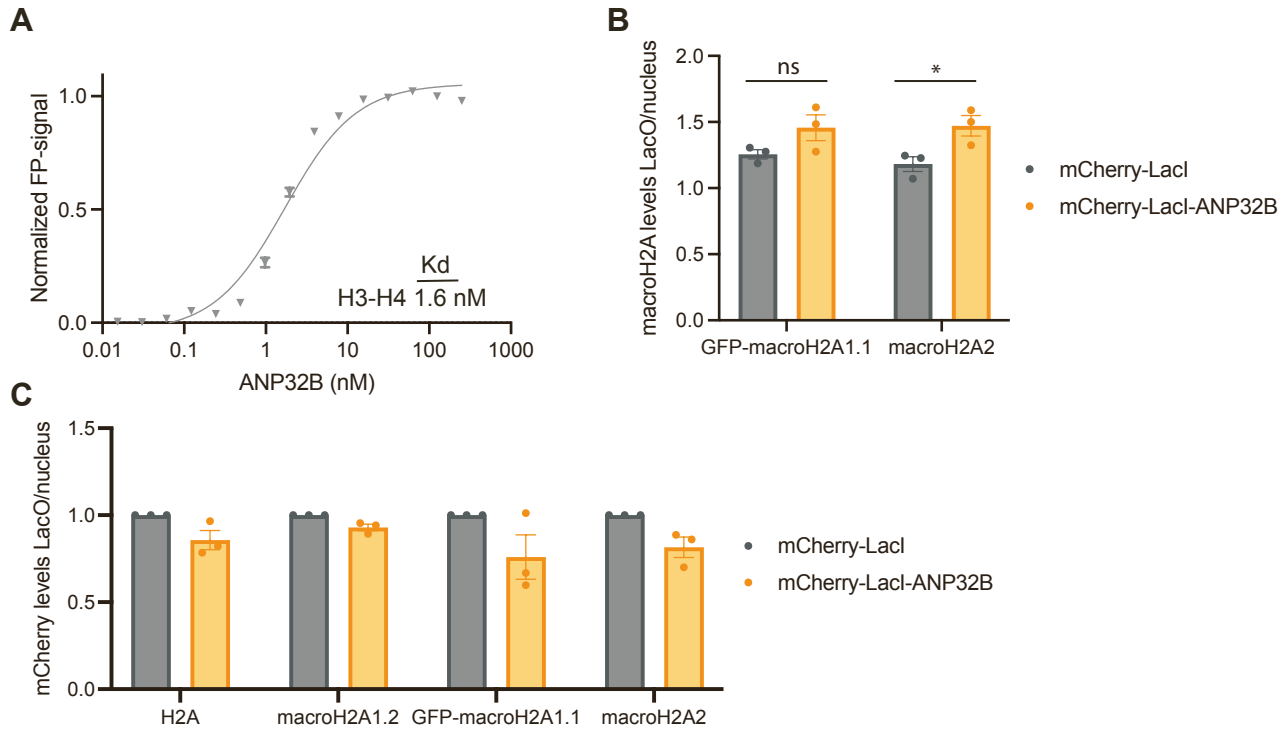 A
Normalized FP-signal
1.0
0.5
0.0
0.01 0.1 1 10 100 1000
ANP32B (nM)
Kd
H3-H4 1.6 nM
B
macroH2A levels LacO/nucleus
2.0
1.5
1.0
0.5
0.0
ns
*
GFP-macroH2A1.1 macroH2A2
mCherry-LacI
mCherry-LacI-ANP32B
C
mCherry levels LacO/nucleus
1.5
1.0
0.5
0.0
H2A macroH2A1.2 GFP-macroH2A1.1 macroH2A2
mCherry-LacI
mCherry-LacI-ANP32B